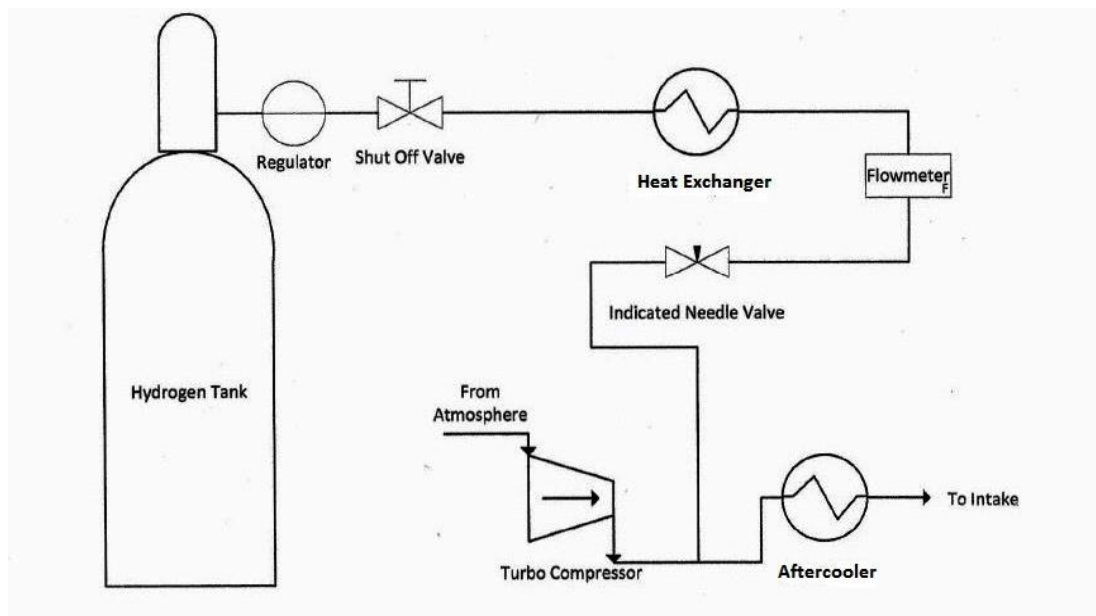 Regulator
Shut Off Valve
Heat Exchanger
Flowmeter
F
Indicated Needle Valve
Hydrogen Tank
From
Atmosphere
To Intake
Turbo Compressor
Aftercooler